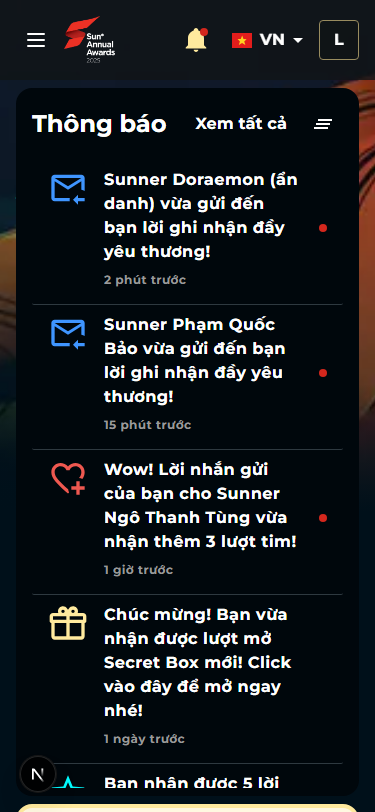 Sun*
Annual
Awards
2025
VN
L
Thông báo
Xem tất cả
Sunner Doraemon (ẩn
danh) vừa gửi đến
bạn lời ghi nhận đầy
yêu thương!
2 phút trước
Sunner Phạm Quốc
Bảo vừa gửi đến bạn
lời ghi nhận đầy yêu
thương!
15 phút trước
Wow! Lời nhắn gửi
của bạn cho Sunner
Ngô Thanh Tùng vừa
nhận thêm 3 lượt tim!
1 giờ trước
Chúc mừng! Bạn vừa
nhận được lượt mở
Secret Box mới! Click
vào đây để mở ngay
nhé!
1 ngày trước
N
Bạn nhận được 5 lời